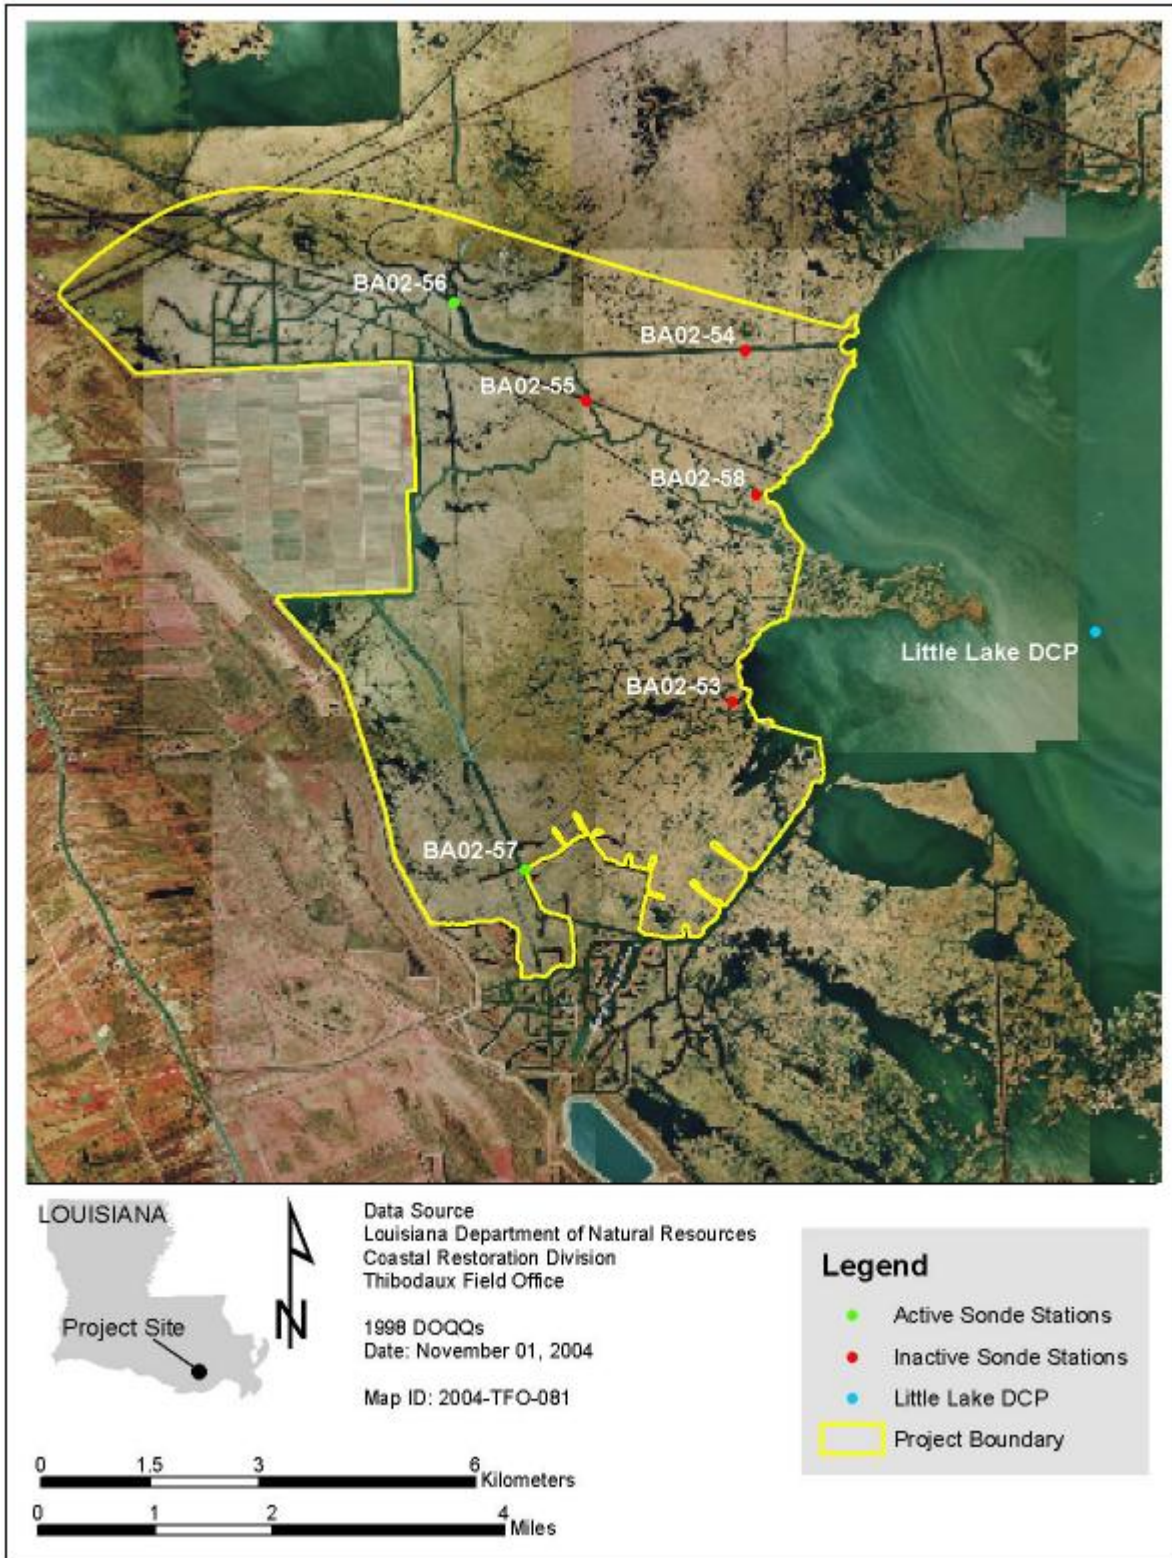 BA02-56
BA02-54
BA02-55
BA02-58
Little Lake DCP
BA02-53
BA02-57
LOUISIANA
Project Site
N
Data Source
Louisiana Department of Natural Resources
Coastal Restoration Division
Thibodaux Field Office
1998 DOQQs
Date: November 01, 2004
Map ID: 2004-TFO-081
Legend
Active Sonde Stations
Inactive Sonde Stations
Little Lake DCP
Project Boundary
0 1.5 3 6 Kilometers
0 1 2 4 Miles